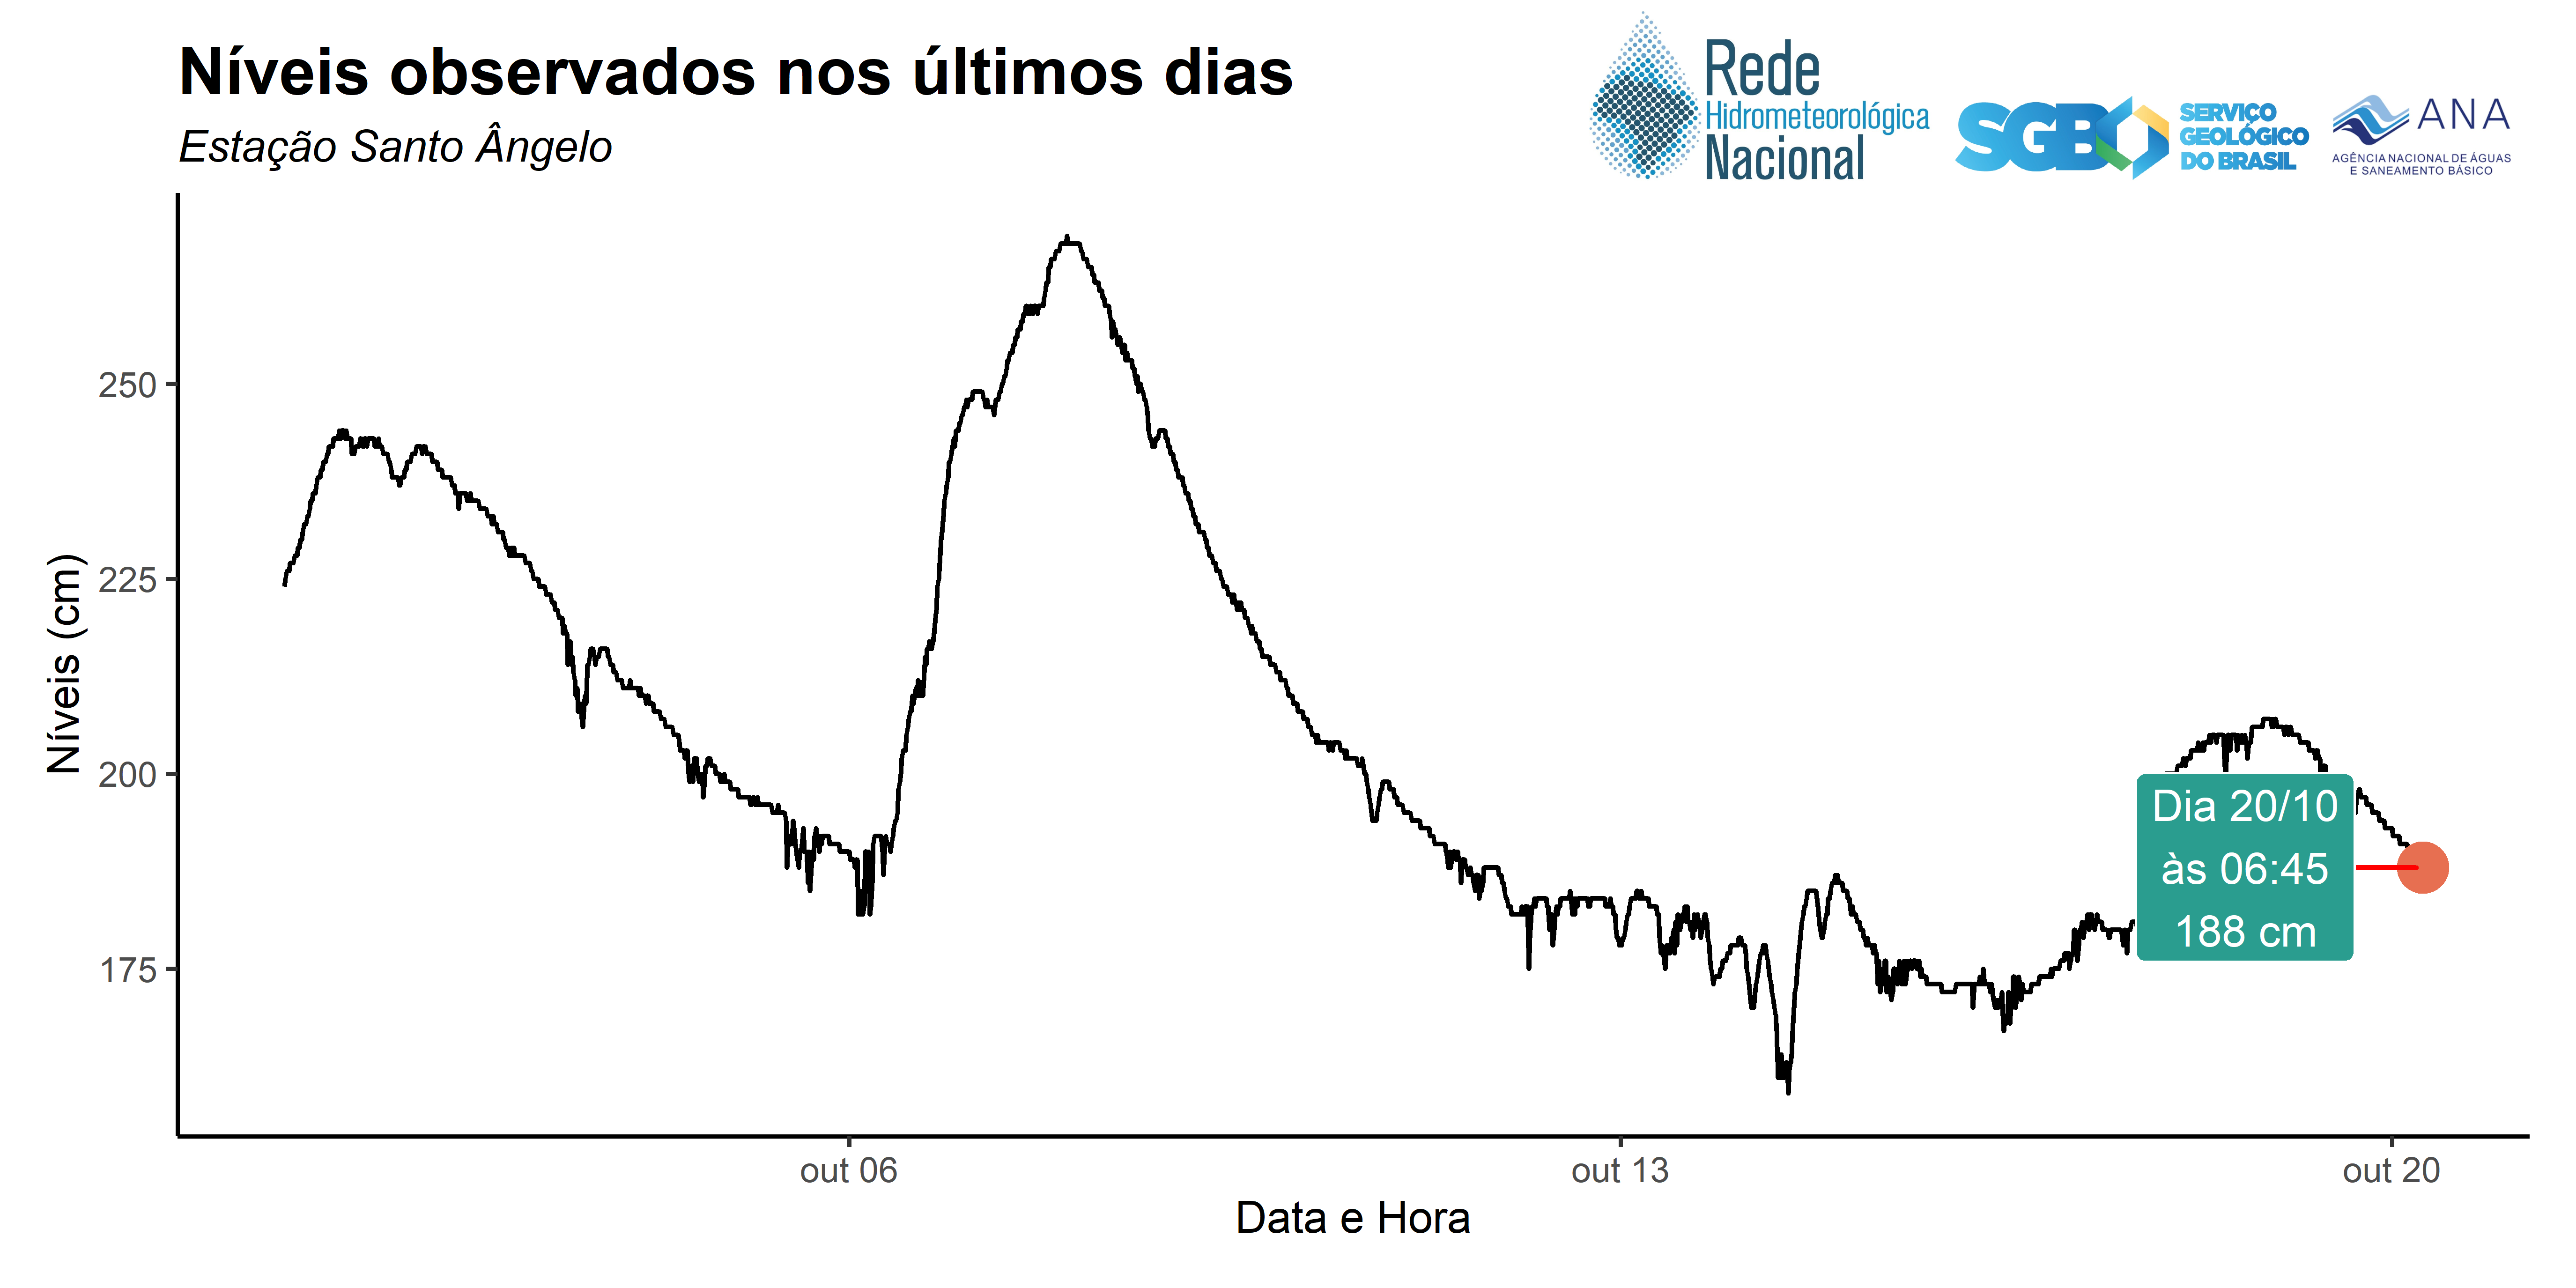 Níveis observados nos últimos dias
Estação Santo Ângelo
Rede
Hidrometeorológica
Nacional
SGB
SERVIÇO
GEOLÓGICO
DO BRASIL
ANA
AGÊNCIA NACIONAL DE ÁGUAS
E SANEAMENTO BÁSICO
Níveis (cm)
250
225
200
175
Dia 20/10
às 06:45
188 cm
out 06
out 13
out 20
Data e Hora